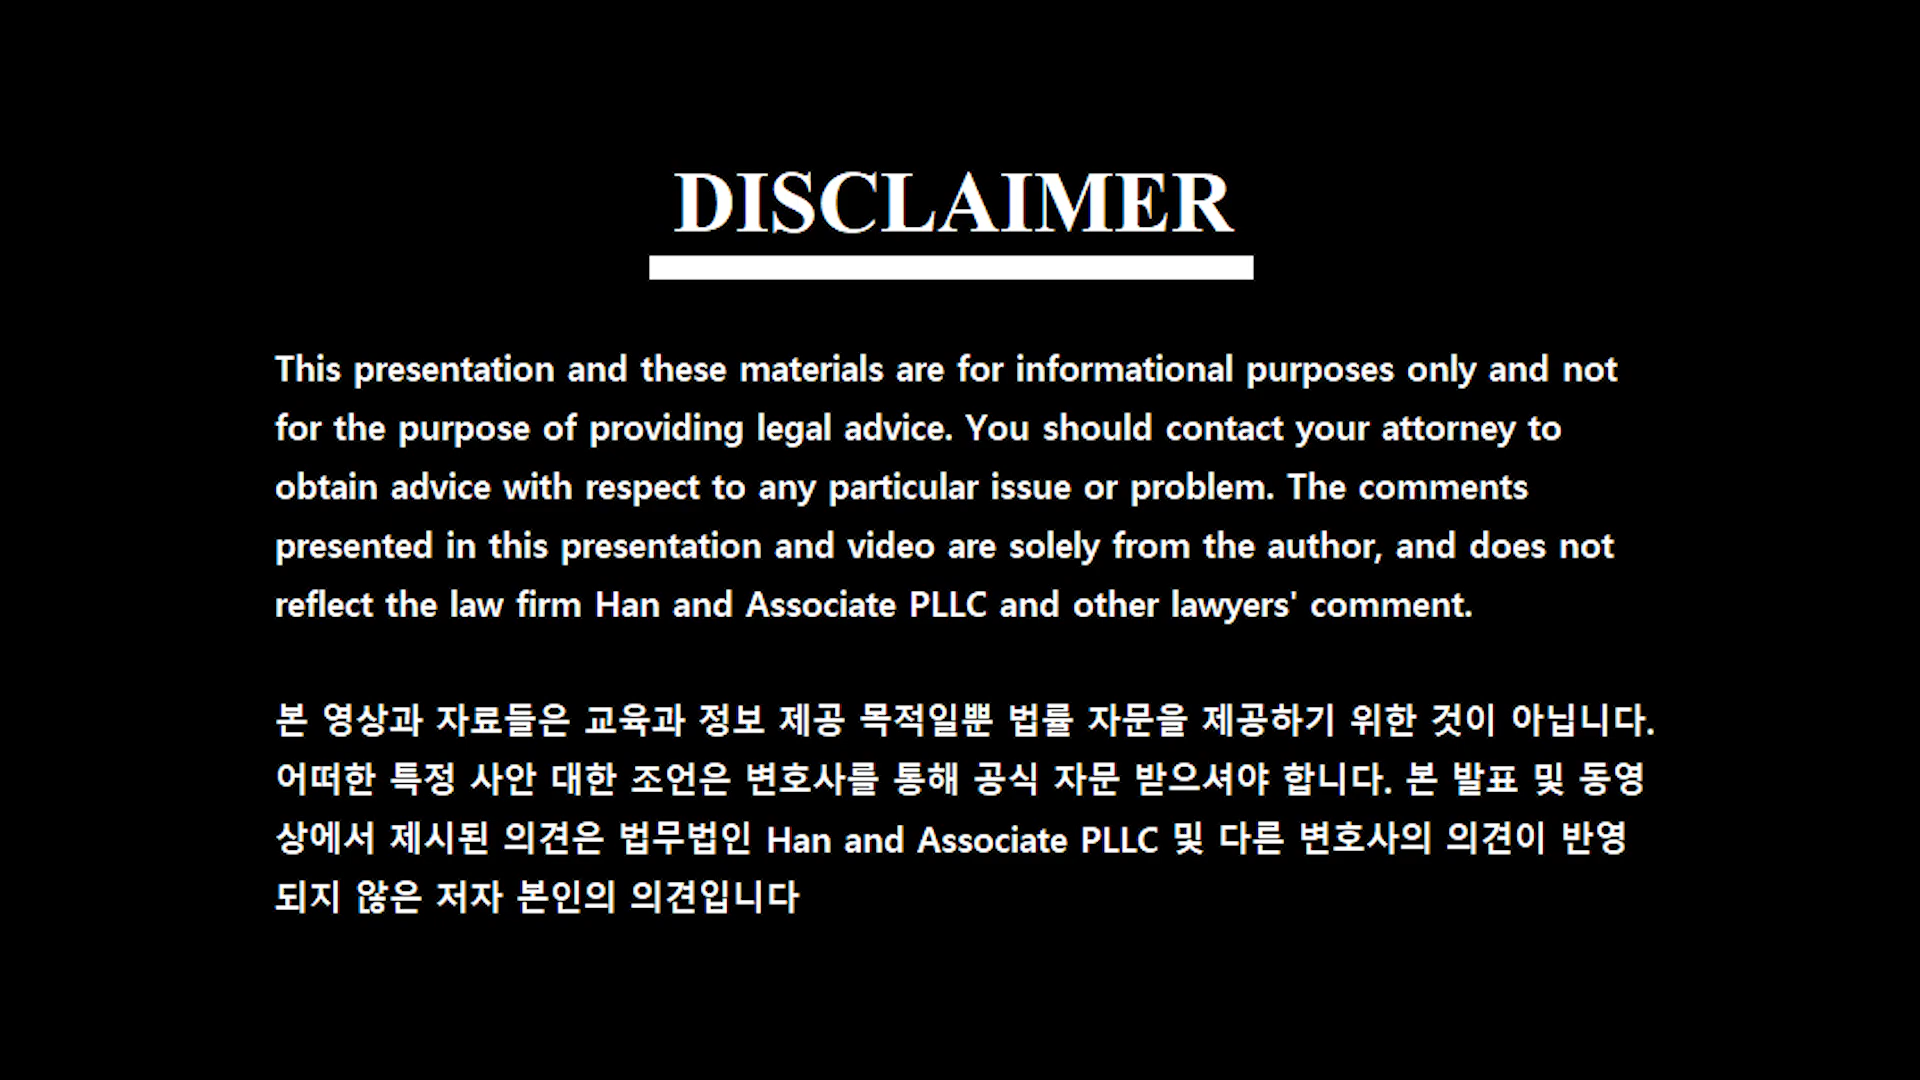 DISCLAIMER
This presentation and these materials are for informational purposes only and not
for the purpose of providing legal advice. You should contact your attorney to
obtain advice with respect to any particular issue or problem. The comments
presented in this presentation and video are solely from the author, and does not
reflect the law firm Han and Associate PLLC and other lawyers' comment.
본 영상과 자료들은 교육과 정보 제공 목적일뿐 법률 자문을 제공하기 위한 것이 아닙니다.
어떠한 특정 사안 대한 조언은 변호사를 통해 공식 자문 받으셔야 합니다. 본 발표 및 동영
상에서 제시된 의견은 법무법인 Han and Associate PLLC 및 다른 변호사의 의견이 반영
되지 않은 저자 본인의 의견입니다